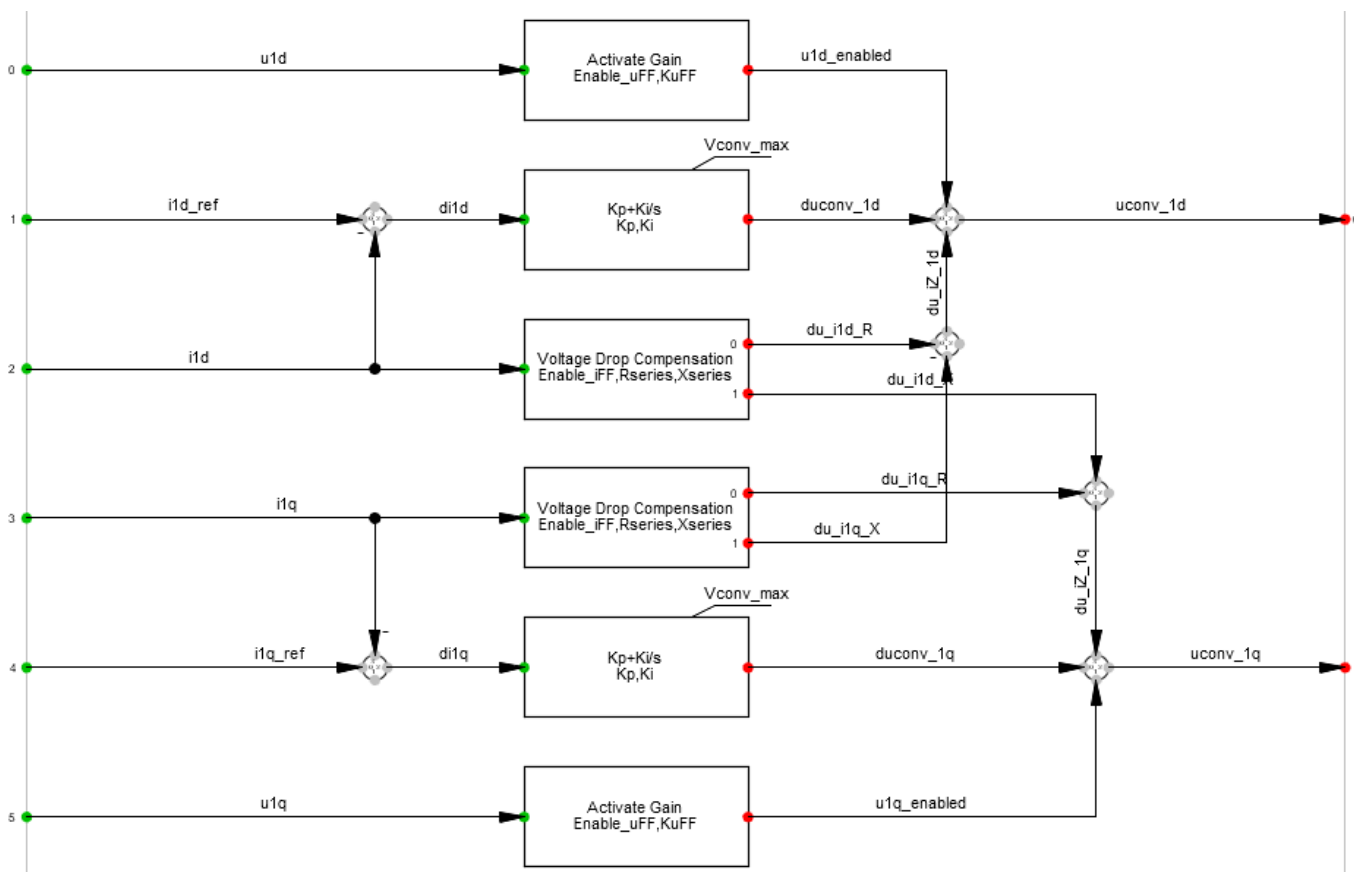 u1d
Activate Gain
Enable_uFF,KuFF
u1d_enabled
0
Vconv_max
i1d_ref
di1d
Kp+Ki/s
Kp,Ki
duconv_1d
uconv_1d
1
-
du_iZ_1d
i1d
Voltage Drop Compensation
Enable_iFF,Rseries,Xseries
0
du_i1d_R
-
2
1
du_i1d_X
i1q
Voltage Drop Compensation
Enable_iFF,Rseries,Xseries
0
du_i1q_R
3
1
du_i1q_X
du_iZ_1q
Vconv_max
-
i1q_ref
di1q
Kp+Ki/s
Kp,Ki
duconv_1q
uconv_1q
4
u1q
Activate Gain
Enable_uFF,KuFF
u1q_enabled
5